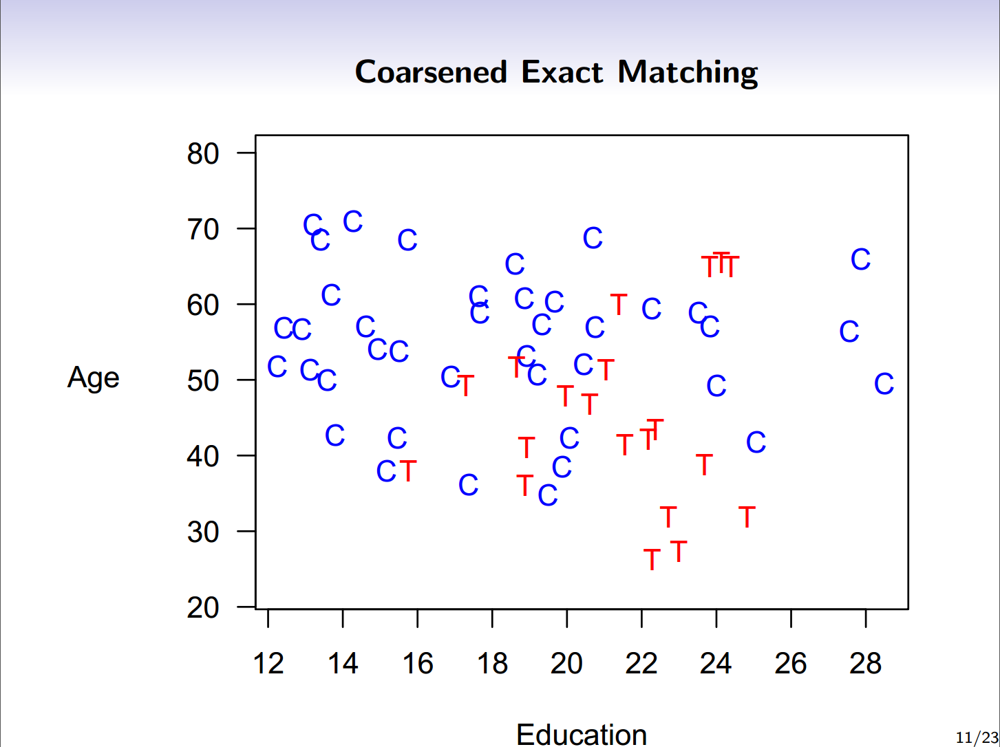 Coarsened Exact Matching
80
70
60
50
40
30
20
Age
C C C C C C C C C C C C C C C C C C C C C C C C C C C C C C C C C C C C C C C C
T T T T T T T T T T T T T T T T T T T T
12 14 16 18 20 22 24 26 28
Education
11/23